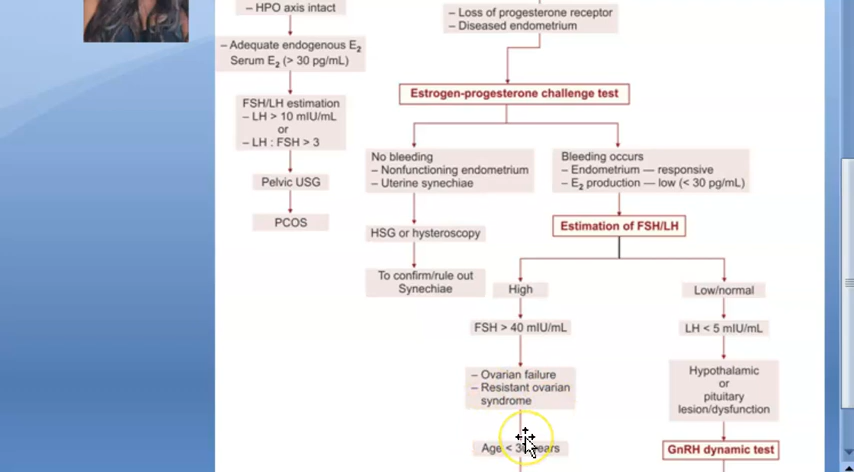 – HPO axis intact
– Adequate endogenous E₂
Serum E₂ (> 30 pg/mL)
FSH/LH estimation
– LH > 10 mIU/mL
or
– LH : FSH > 3
Pelvic USG
PCOS
– Loss of progesterone receptor
– Diseased endometrium
Estrogen-progesterone challenge test
No bleeding
– Nonfunctioning endometrium
– Uterine synechiae
HSG or hysteroscopy
To confirm/rule out
Synechiae
Bleeding occurs
– Endometrium — responsive
– E₂ production — low (< 30 pg/mL)
Estimation of FSH/LH
High
FSH > 40 mIU/mL
– Ovarian failure
– Resistant ovarian
syndrome
Age <
Low/normal
LH < 5 mIU/mL
Hypothalamic
or
pituitary
lesion/dysfunction
GnRH dynamic test